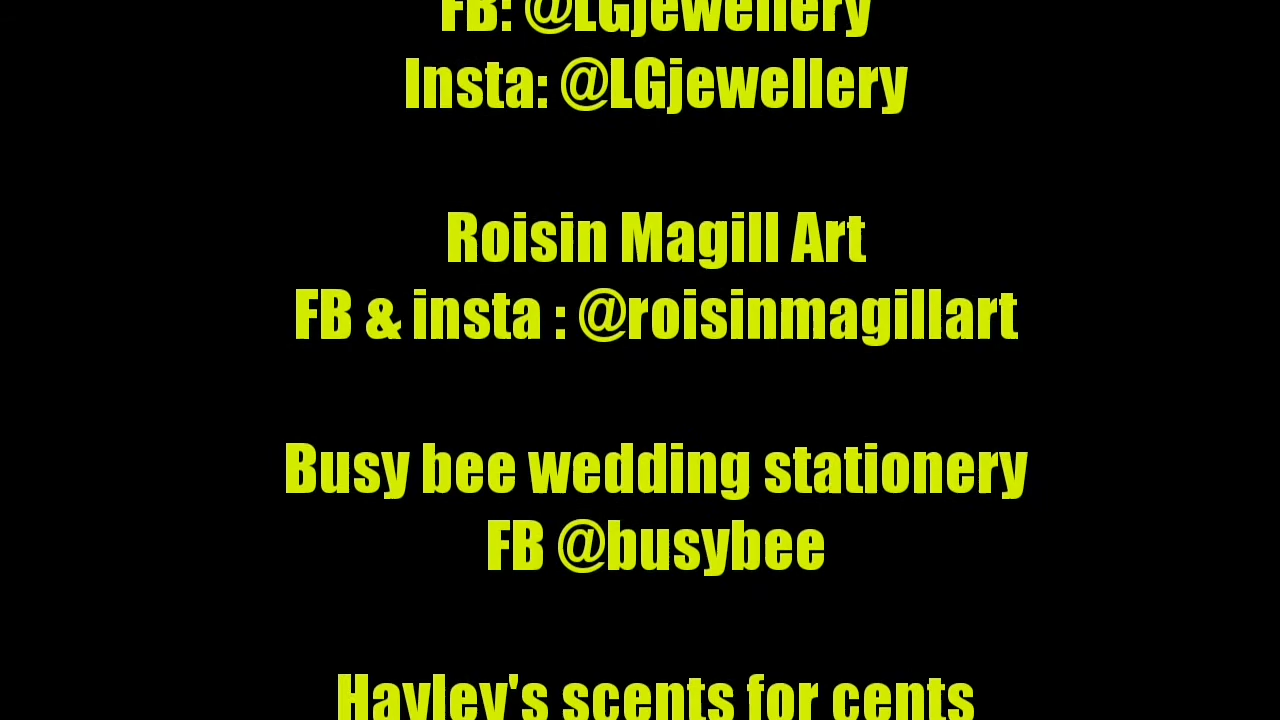 FB: @LGjewellery
Insta: @LGjewellery
Roisin Magill Art
FB & insta : @roisinmagillart
Busy bee wedding stationery
FB @busybee
Hayley's scents for cents